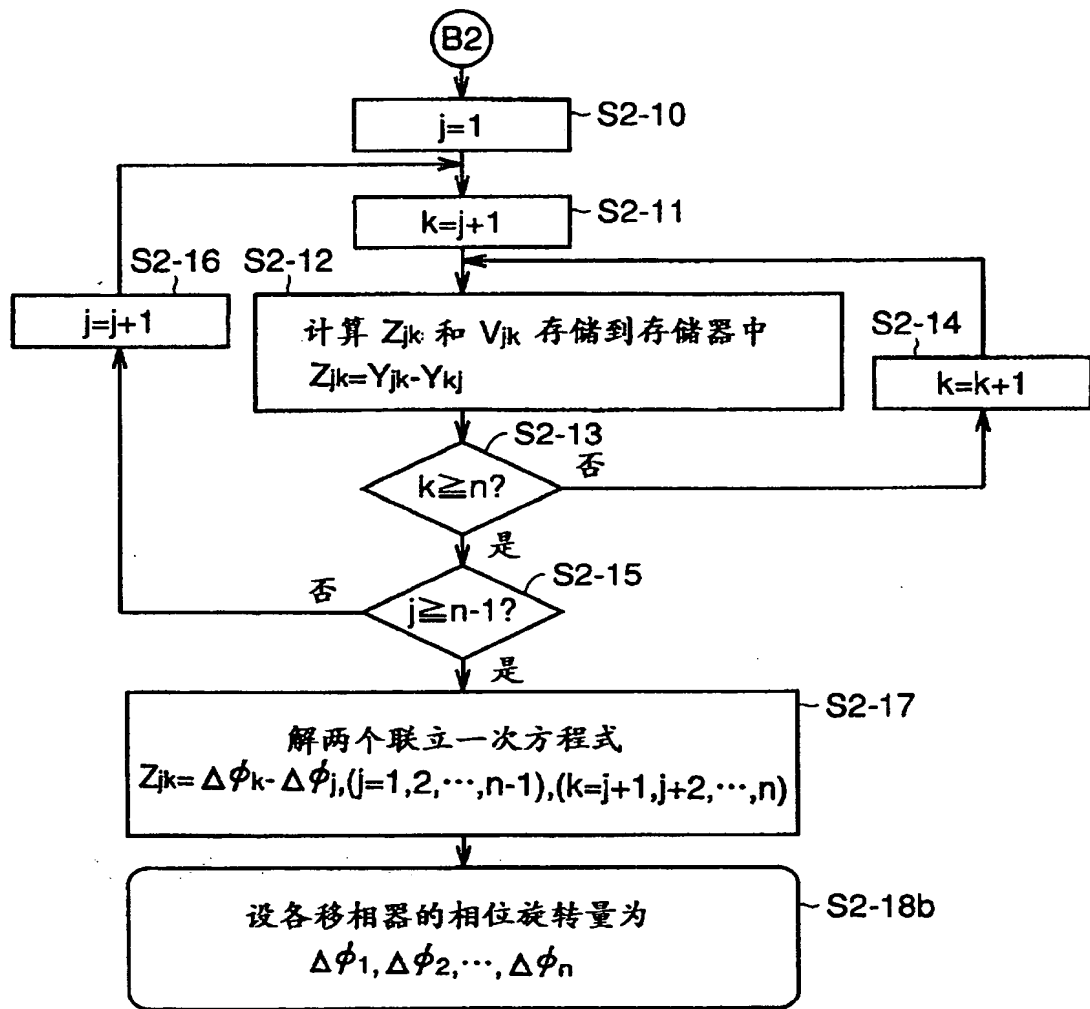 B2
j=1
S2-10
k=j+1
S2-11
S2-16
j=j+1
S2-12
计算 Zjk 和 Vjk 存储到存储器中
Zjk=Yjk-Ykj
S2-14
k=k+1
S2-13
k≧n?
否
是
S2-15
j≧n-1?
否
是
S2-17
解两个联立一次方程式
Zjk=Δϕk-Δϕj,(j=1,2,⋯,n-1),(k=j+1,j+2,⋯,n)
S2-18b
设各移相器的相位旋转量为
Δϕ1,Δϕ2,⋯,Δϕn